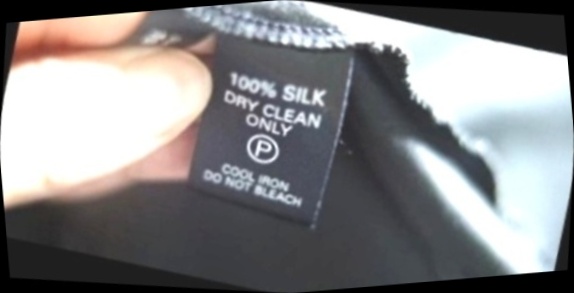 100% SILK
DRY CLEAN
ONLY
P
COOL IRON
DO NOT BLEACH